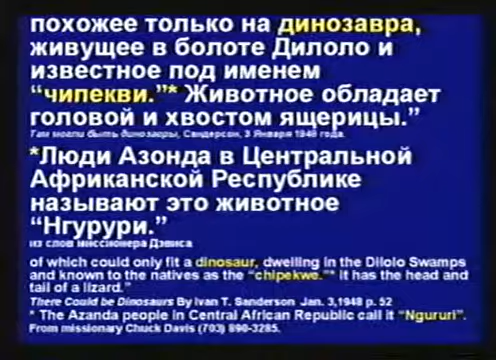 похожее только на динозавра,
живущее в болоте Дилоло и
известное под именем
“чипекви.”* Животное обладает
головой и хвостом ящерицы.”
Там могли быть динозавры, Сандерсон, 3 Января 1948 года.
*Люди Азонда в Центральной
Африканской Республике
называют это животное
“Нгурури.”
из слов миссионера Дэвиса
of which could only fit a dinosaur, dwelling in the Dilolo Swamps
and known to the natives as the “chipekwe.”* it has the head and
tail of a lizard.”
There Could be Dinosaurs By Ivan T. Sanderson Jan. 3,1948 p. 52
* The Azanda people in Central African Republic call it “Ngururi”.
From missionary Chuck Davis (703) 690-3285.